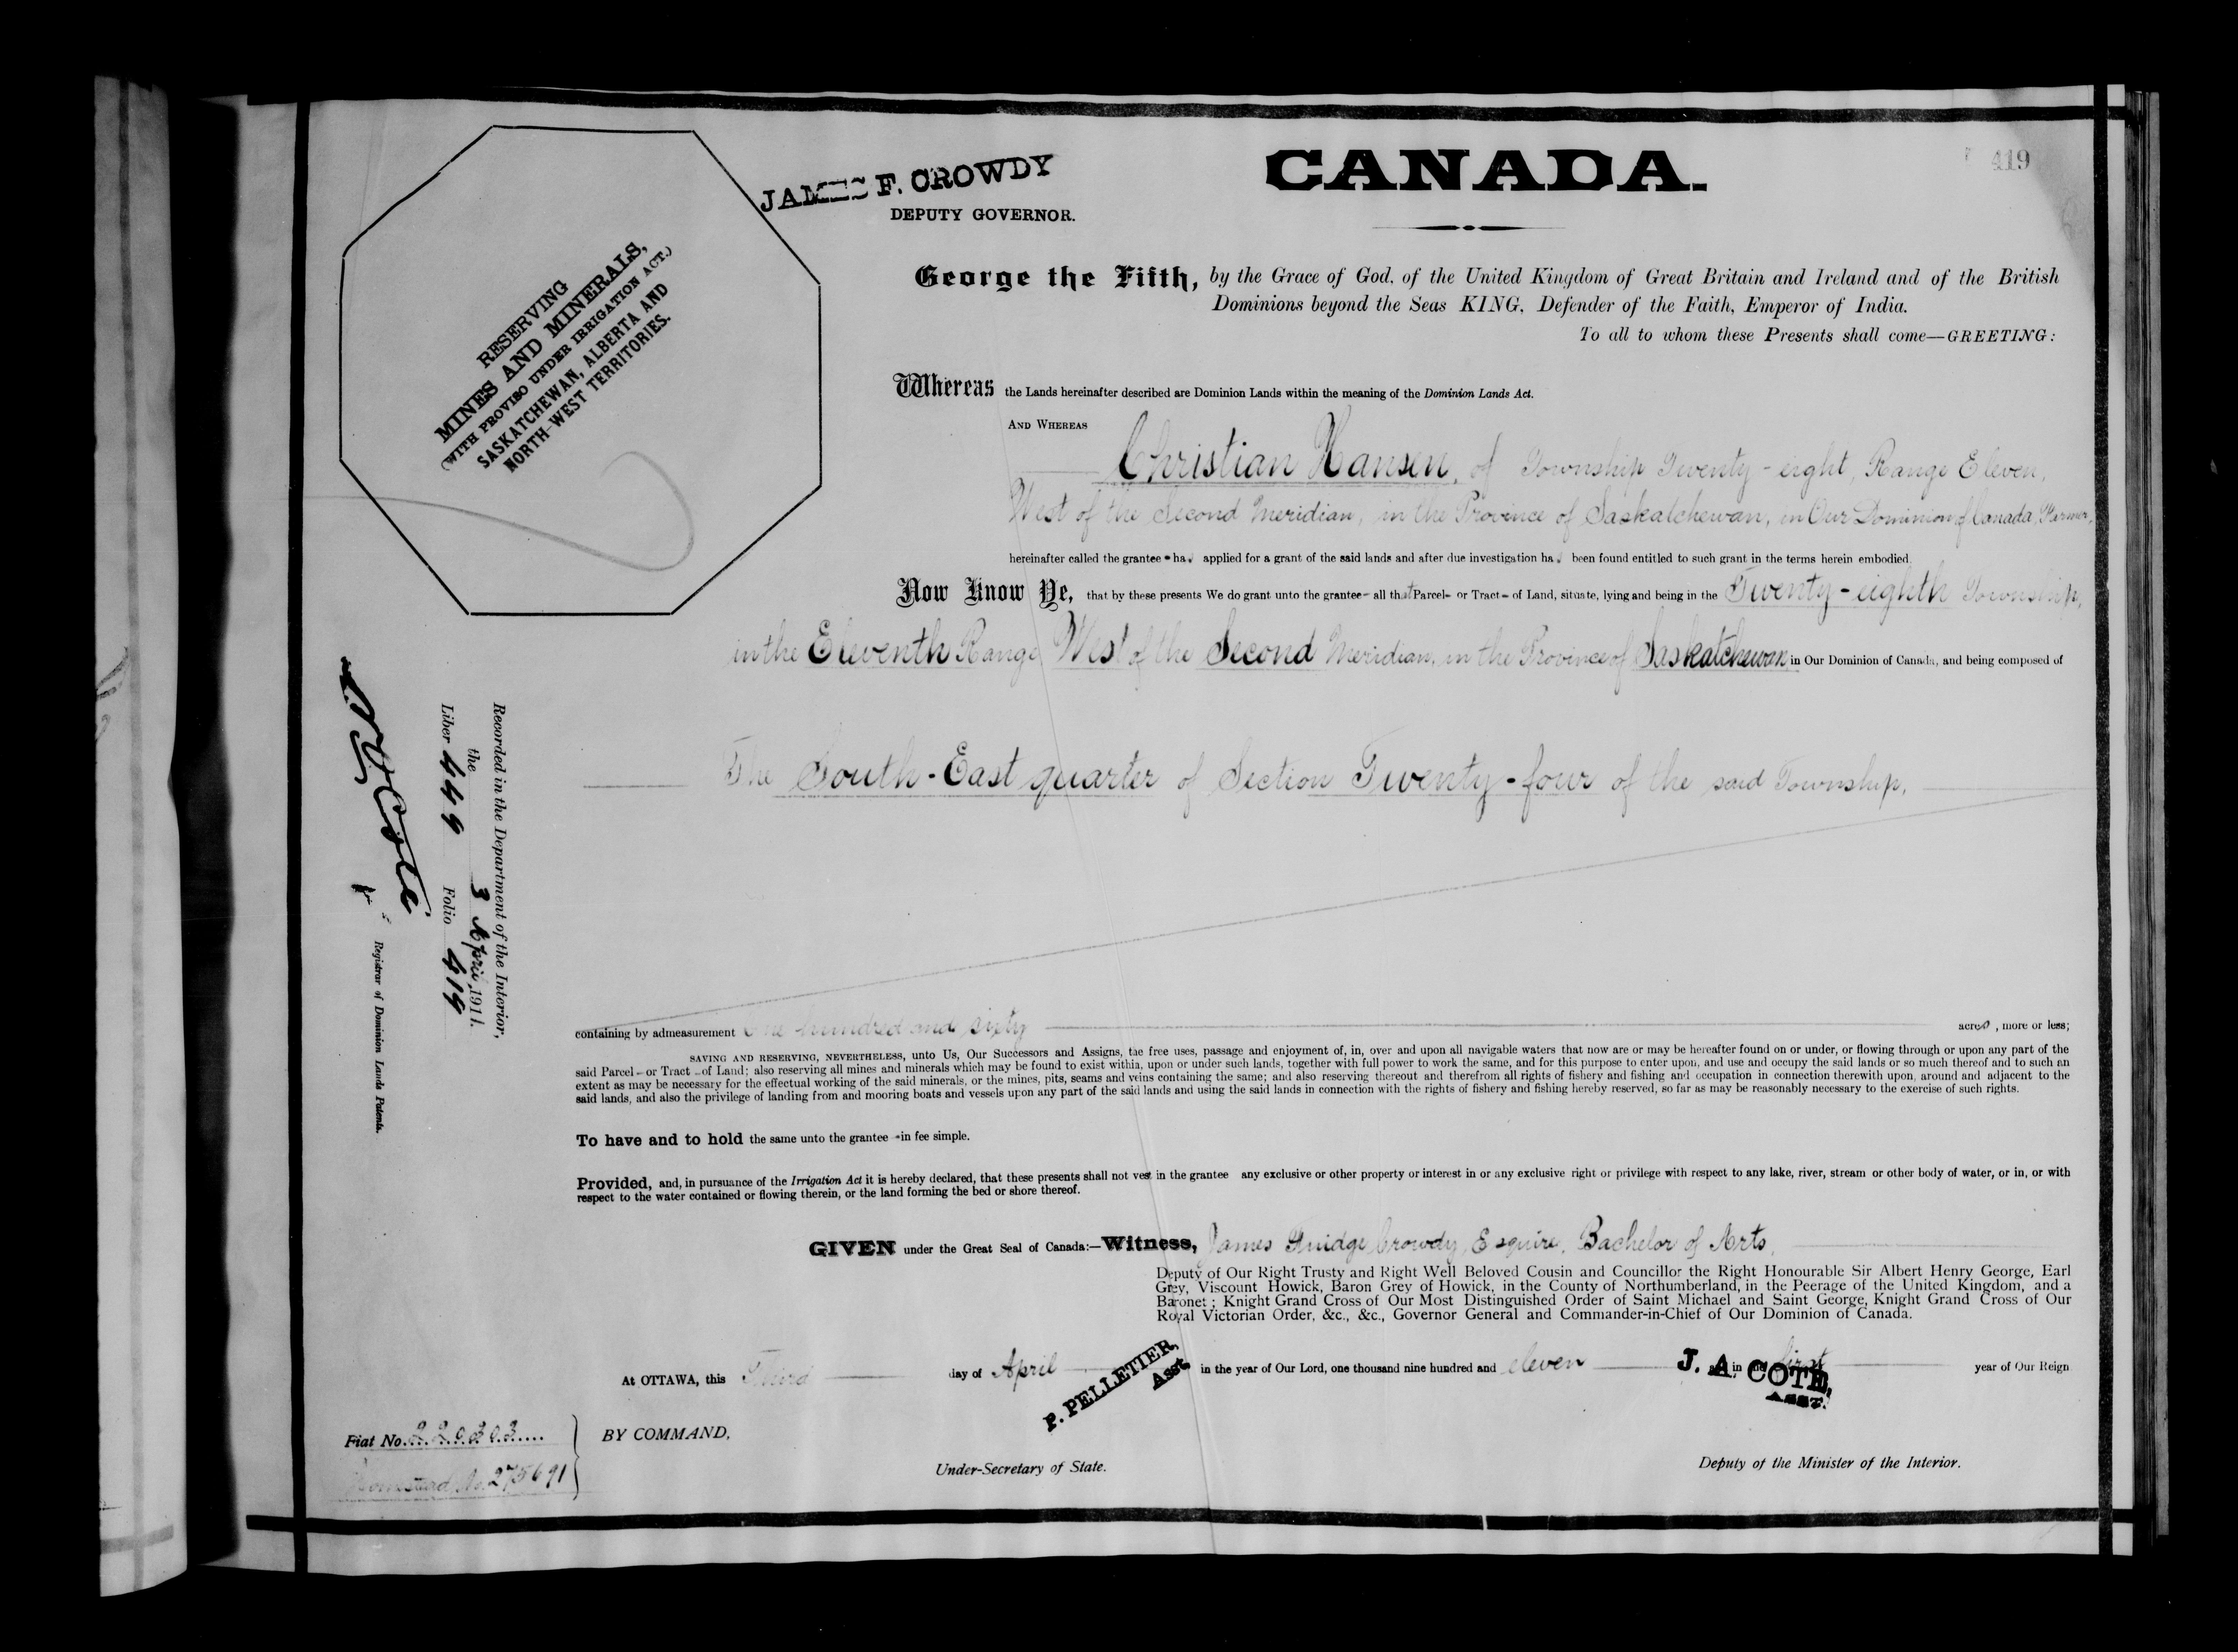 419
JAMES F. CROWDY
DEPUTY GOVERNOR.
CANADA.
RESERVING
MINES AND MINERALS,
(WITH PROVISO UNDER IRRIGATION ACT.)
SASKATCHEWAN, ALBERTA AND
NORTH-WEST TERRITORIES.
George the Fifth, by the Grace of God, of the United Kingdom of Great Britain and Ireland and of the British
Dominions beyond the Seas KING, Defender of the Faith, Emperor of India.
To all to whom these Presents shall come—GREETING:
Whereas the Lands hereinafter described are Dominion Lands within the meaning of the Dominion Lands Act.
AND WHEREAS
Christian Hansen, of Township Twenty-eight, Range Eleven,
West of the Second Meridian, in the Province of Saskatchewan, in Our Dominion of Canada, Farmer,
hereinafter called the grantee has applied for a grant of the said lands and after due investigation has been found entitled to such grant in the terms herein embodied.
Now Know Ye, that by these presents We do grant unto the grantee all that Parcel or Tract of Land, situate, lying and being in the Twenty-eighth Township,
in the Eleventh Range West of the Second Meridian, in the Province of Saskatchewan in Our Dominion of Canada, and being composed of
The South-East quarter of Section Twenty-four of the said Township,
containing by admeasurement One hundred and sixty acres, more or less;
SAVING AND RESERVING, NEVERTHELESS, unto Us, Our Successors and Assigns, the free uses, passage and enjoyment of, in, over and upon all navigable waters that now are or may be hereafter found on or under, or flowing through or upon any part of the
said Parcel or Tract of Land; also reserving all mines and minerals which may be found to exist within, upon or under such lands, together with full power to work the same, and for this purpose to enter upon, and use and occupy the said lands or so much thereof and to such an
extent as may be necessary for the effectual working of the said minerals, or the mines, pits, seams and veins containing the same; and also reserving thereout and therefrom all rights of fishery and fishing and occupation in connection therewith upon, around and adjacent to the
said lands, and also the privilege of landing from and mooring boats and vessels upon any part of the said lands and using the said lands in connection with the rights of fishery and fishing hereby reserved, so far as may be reasonably necessary to the exercise of such rights.
To have and to hold the same unto the grantee in fee simple.
Provided, and, in pursuance of the Irrigation Act it is hereby declared, that these presents shall not vest in the grantee any exclusive or other property or interest in or any exclusive right or privilege with respect to any lake, river, stream or other body of water, or in, or with
respect to the water contained or flowing therein, or the land forming the bed or shore thereof.
GIVEN under the Great Seal of Canada:—Witness, James Fluidge Crowdy, Esquire, Bachelor of Arts,
Deputy of Our Right Trusty and Right Well Beloved Cousin and Councillor the Right Honourable Sir Albert Henry George, Earl
Grey, Viscount Howick, Baron Grey of Howick, in the County of Northumberland, in the Peerage of the United Kingdom, and a
Baronet; Knight Grand Cross of Our Most Distinguished Order of Saint Michael and Saint George, Knight Grand Cross of Our
Royal Victorian Order, &c., &c., Governor General and Commander-in-Chief of Our Dominion of Canada.
At OTTAWA, this Third day of April in the year of Our Lord, one thousand nine hundred and eleven in first year of Our Reign
P. PELLETIER,
Asst.
J. A. COTE,
ASST.
BY COMMAND,
Under-Secretary of State.
Deputy of the Minister of the Interior.
Fiat No. 220303
Homestead No. 275691
Recorded in the Department of the Interior,
the 3 April 1911.
Liber 449 Folio 419
Cote
Registrar of Dominion Lands Patents.